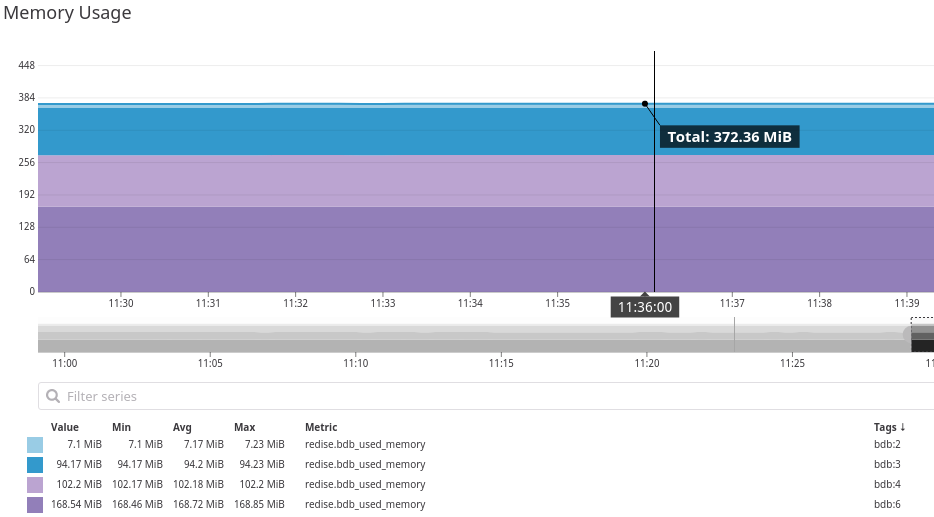 Memory Usage
448
384
320
Total: 372.36 MiB
256
192
128
64
0
11:30 11:31 11:32 11:33 11:34 11:35 11:36:00 11:37 11:38 11:39
11:00 11:05 11:10 11:15 11:20 11:25 11
Filter series
Value Min Avg Max Metric Tags ↓
7.1 MiB 7.1 MiB 7.17 MiB 7.23 MiB redise.bdb_used_memory bdb:2
94.17 MiB 94.17 MiB 94.2 MiB 94.23 MiB redise.bdb_used_memory bdb:3
102.2 MiB 102.17 MiB 102.18 MiB 102.2 MiB redise.bdb_used_memory bdb:4
168.54 MiB 168.46 MiB 168.72 MiB 168.85 MiB redise.bdb_used_memory bdb:6